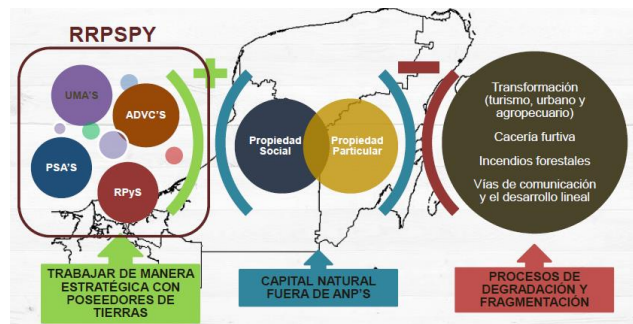 RRPSPY
UMA'S
ADVC'S
PSA'S
RPyS
Propiedad
Social
Propiedad
Particular
Transformación
(turismo, urbano y
agropecuario)
Cacería furtiva
Incendios forestales
Vías de comunicación
y el desarrollo lineal
TRABAJAR DE MANERA
ESTRATÉGICA CON
POSEEDORES DE
TIERRAS
CAPITAL NATURAL
FUERA DE ANP'S
PROCESOS DE
DEGRADACIÓN Y
FRAGMENTACIÓN